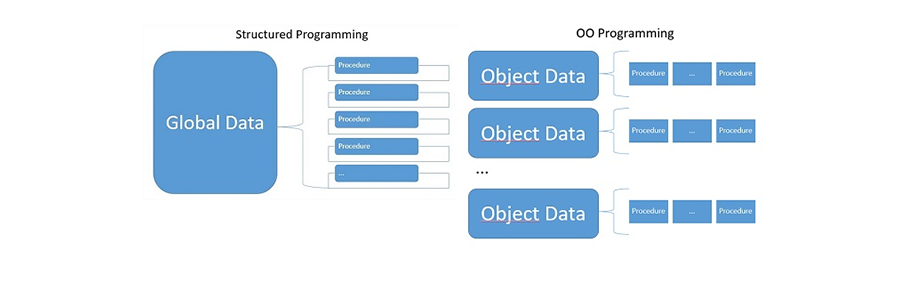 Structured Programming
Global Data
Procedure
Procedure
Procedure
Procedure
...
OO Programming
Object Data
Procedure
...
Procedure
Object Data
Procedure
...
Procedure
...
Object Data
Procedure
...
Procedure